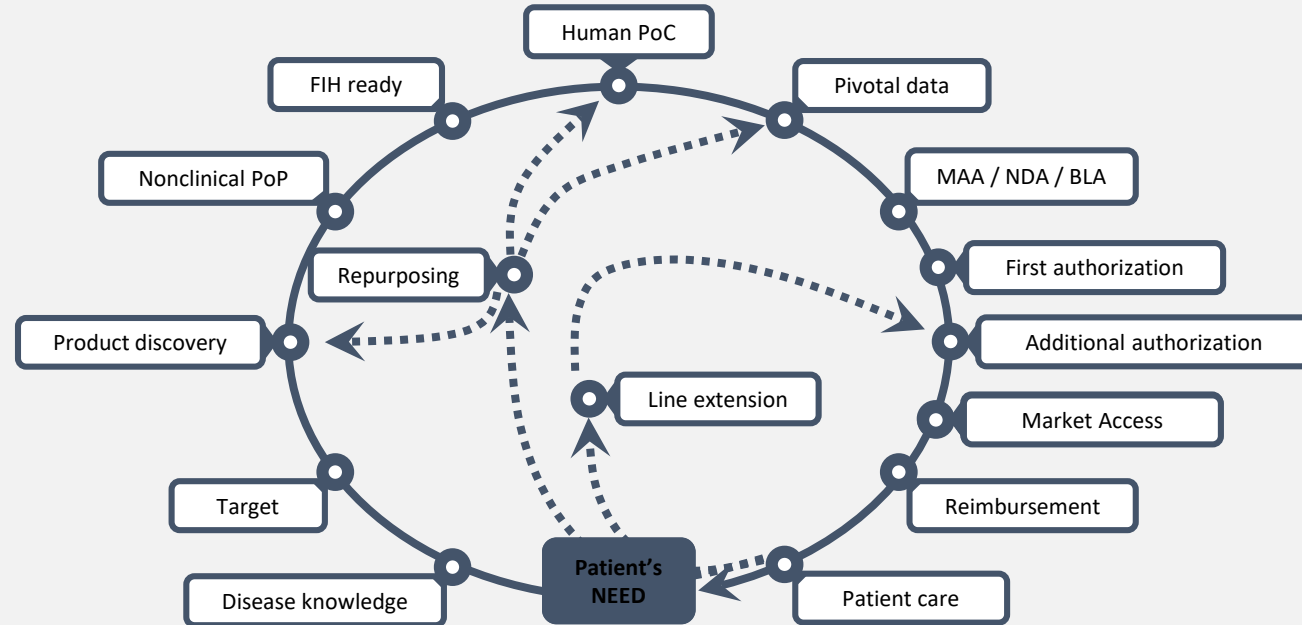 Human PoC
FIH ready
Pivotal data
Nonclinical PoP
MAA / NDA / BLA
Repurposing
First authorization
Product discovery
Additional authorization
Line extension
Market Access
Target
Reimbursement
Patient's
NEED
Disease knowledge
Patient care